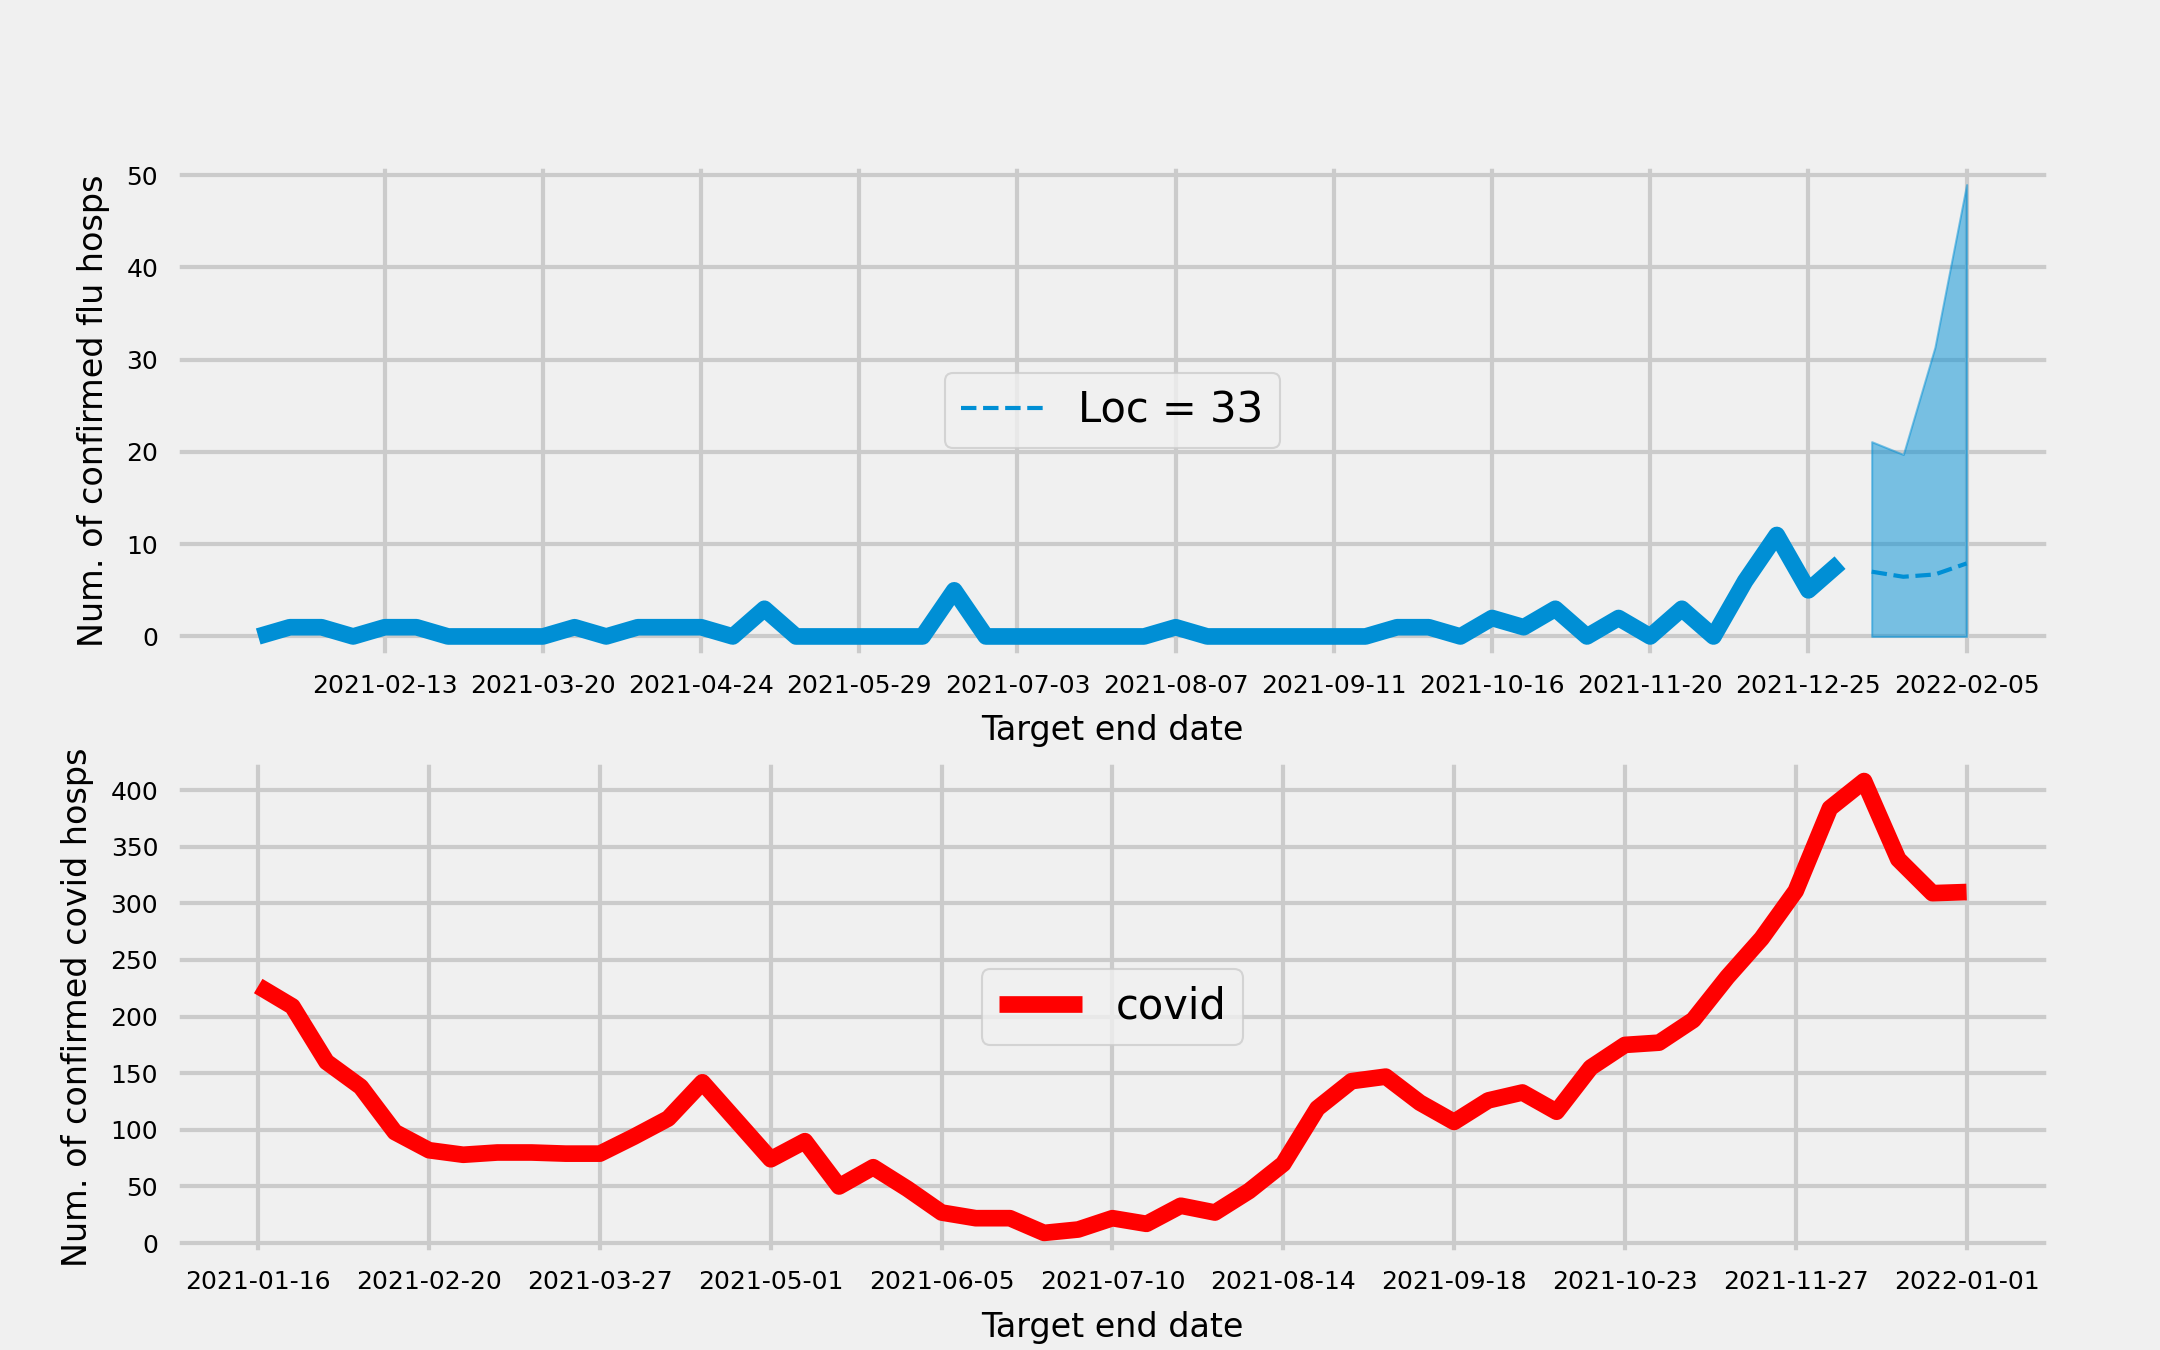 Num. of confirmed flu hosps
50
40
30
20
10
0
Loc = 33
2021-02-13 2021-03-20 2021-04-24 2021-05-29 2021-07-03 2021-08-07 2021-09-11 2021-10-16 2021-11-20 2021-12-25 2022-02-05
Target end date
Num. of confirmed covid hosps
400
350
300
250
200
150
100
50
0
covid
2021-01-16 2021-02-20 2021-03-27 2021-05-01 2021-06-05 2021-07-10 2021-08-14 2021-09-18 2021-10-23 2021-11-27 2022-01-01
Target end date